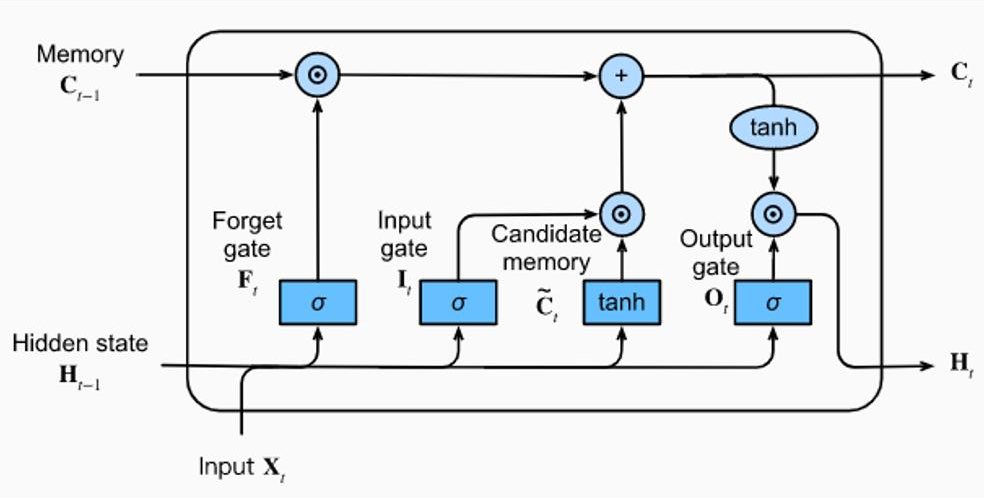 Memory
C_{t-1}
⊙
+
C_t
tanh
Forget
gate
F_t
Input
gate
I_t
⊙
Candidate
memory
C̃_t
Output
gate
O_t
⊙
σ
σ
tanh
σ
Hidden state
H_{t-1}
H_t
Input X_t